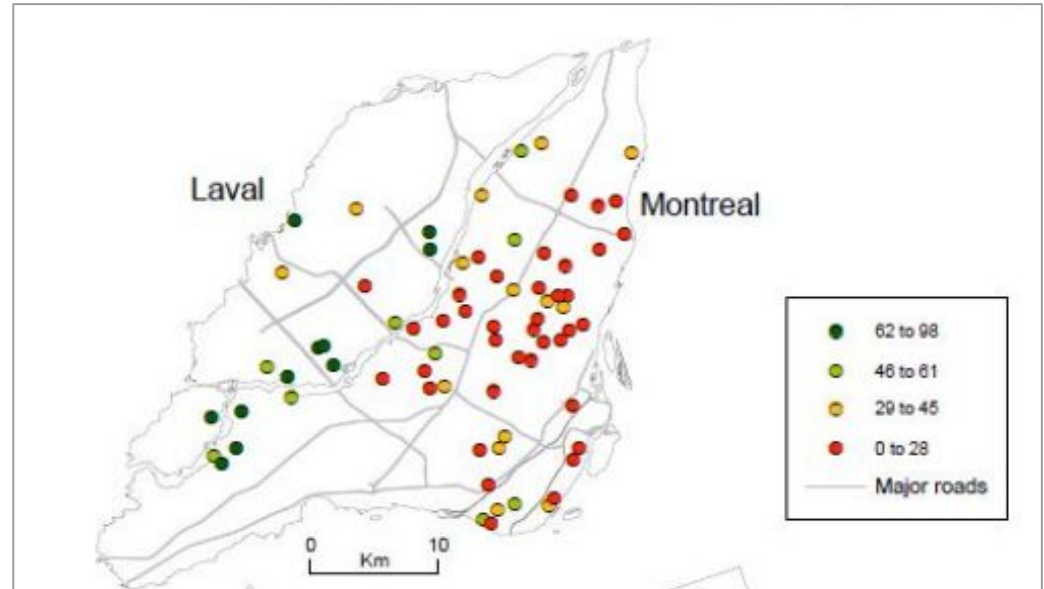 Laval
Montreal
62 to 98
46 to 61
29 to 45
0 to 28
Major roads
0 10
Km